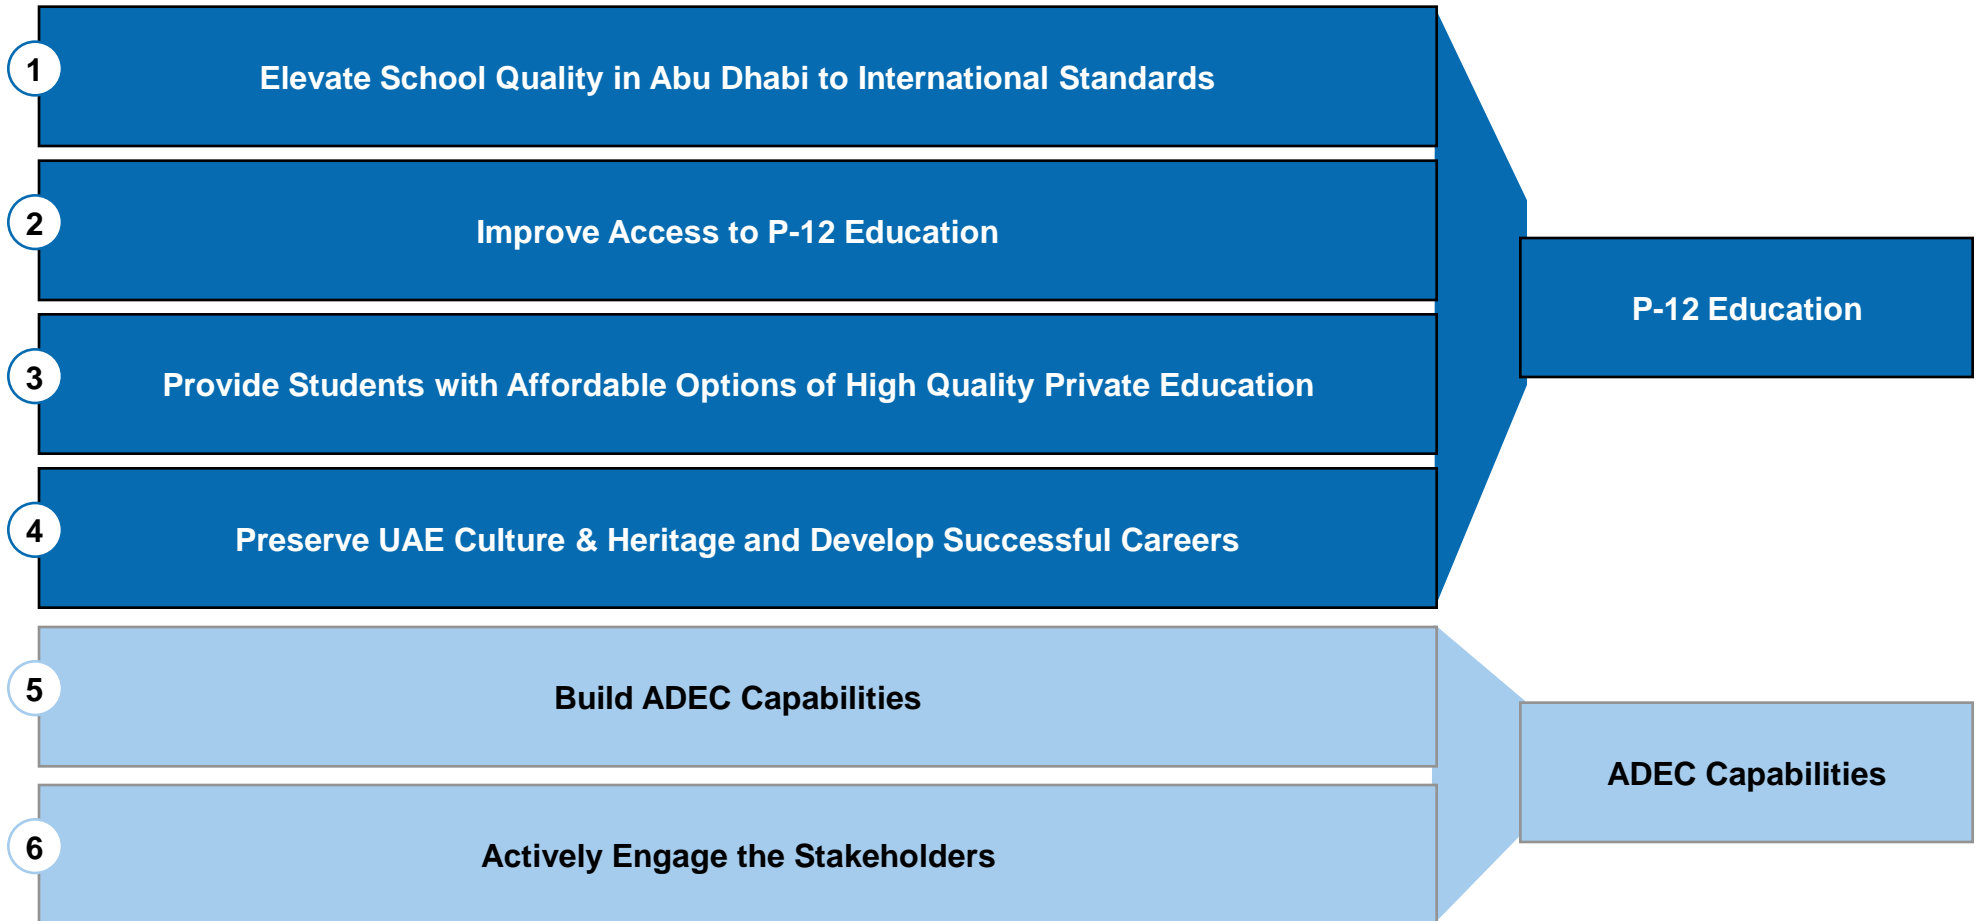 1
Elevate School Quality in Abu Dhabi to International Standards
2
Improve Access to P-12 Education
3
Provide Students with Affordable Options of High Quality Private Education
4
Preserve UAE Culture & Heritage and Develop Successful Careers
P-12 Education
5
Build ADEC Capabilities
6
Actively Engage the Stakeholders
ADEC Capabilities